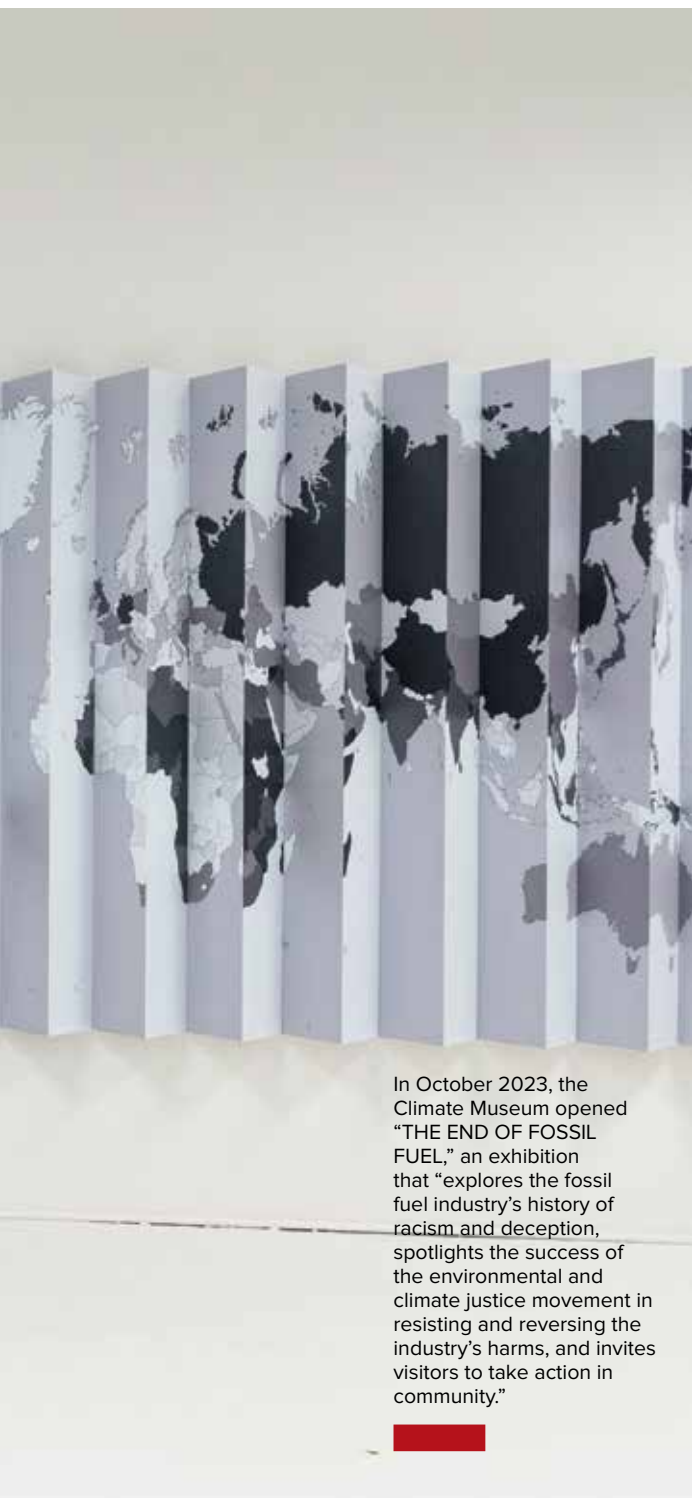 In October 2023, the
Climate Museum opened
“THE END OF FOSSIL
FUEL,” an exhibition
that “explores the fossil
fuel industry’s history of
racism and deception,
spotlights the success of
the environmental and
climate justice movement in
resisting and reversing the
industry’s harms, and invites
visitors to take action in
community.”